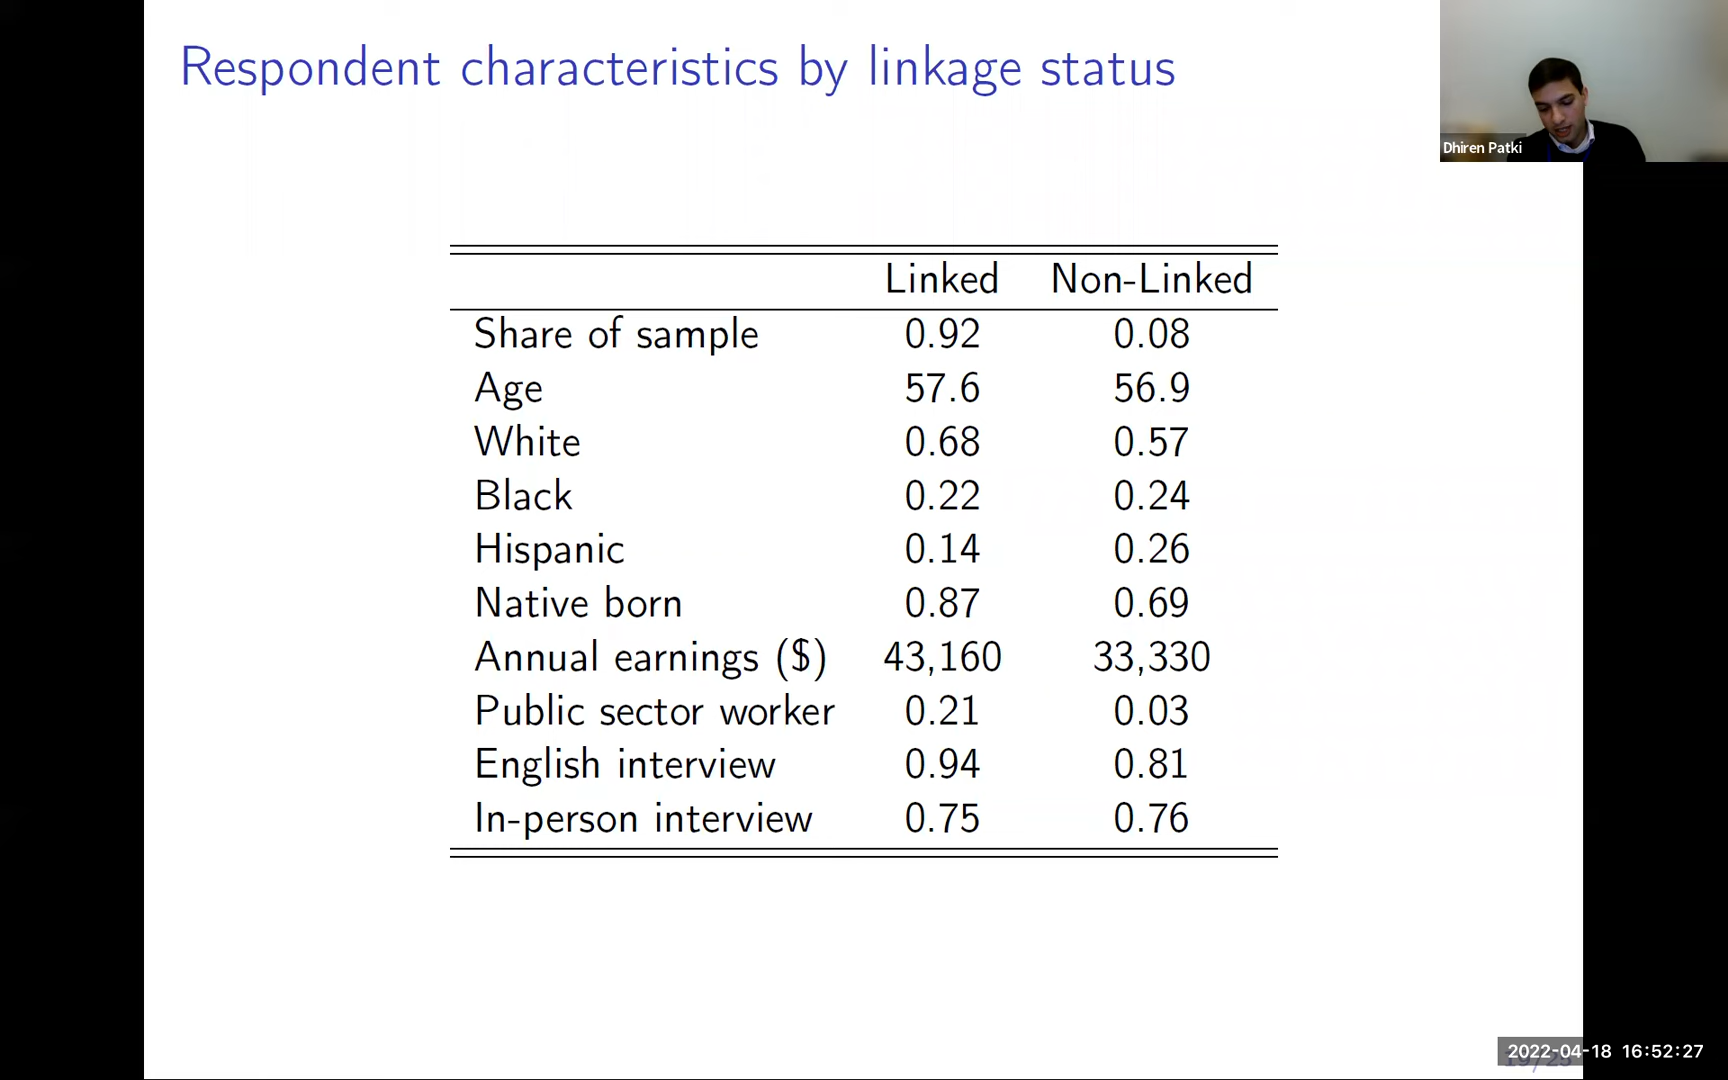 Respondent characteristics by linkage status
Dhiren Patki
Linked Non-Linked
Share of sample 0.92 0.08
Age 57.6 56.9
White 0.68 0.57
Black 0.22 0.24
Hispanic 0.14 0.26
Native born 0.87 0.69
Annual earnings ($) 43,160 33,330
Public sector worker 0.21 0.03
English interview 0.94 0.81
In-person interview 0.75 0.76
2022-04-18 16:52:27